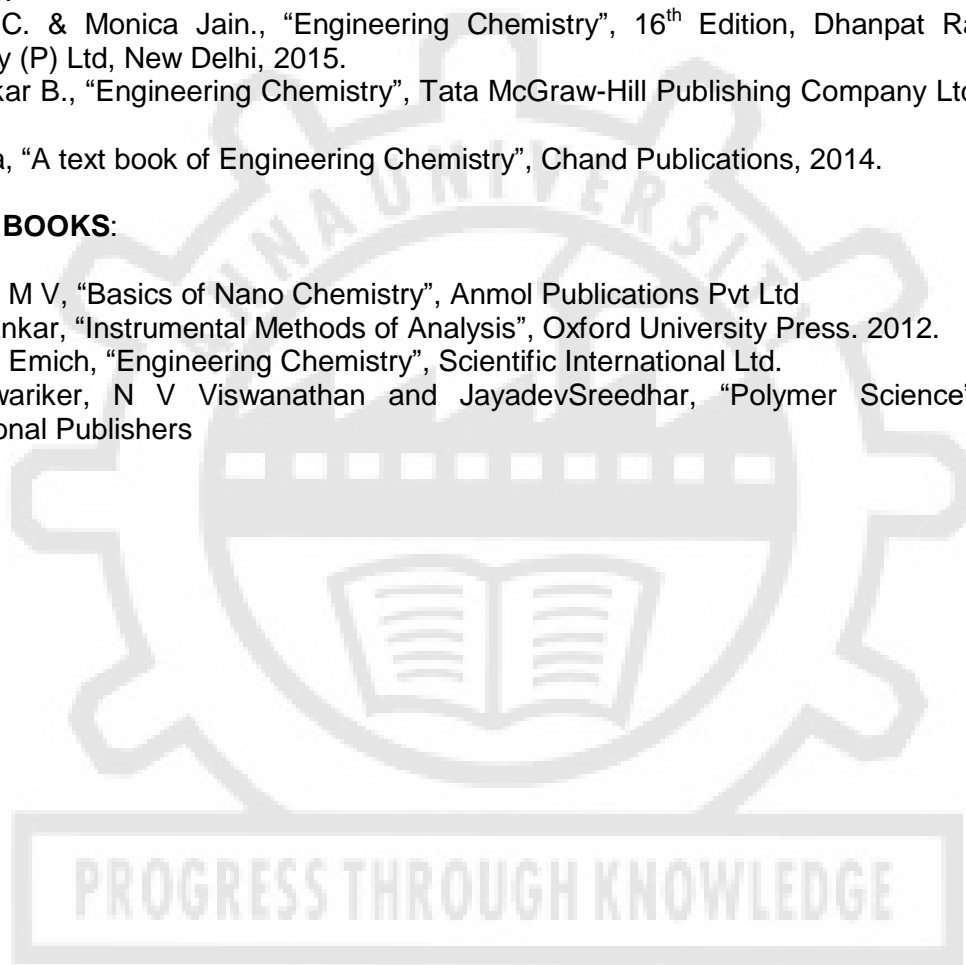 C. & Monica Jain., “Engineering Chemistry”, 16th Edition, Dhanpat Ra
y (P) Ltd, New Delhi, 2015.
kar B., “Engineering Chemistry”, Tata McGraw-Hill Publishing Company Ltd
a, “A text book of Engineering Chemistry”, Chand Publications, 2014.
BOOKS:
M V, “Basics of Nano Chemistry”, Anmol Publications Pvt Ltd
nkar, “Instrumental Methods of Analysis”, Oxford University Press. 2012.
Emich, “Engineering Chemistry”, Scientific International Ltd.
wariker, N V Viswanathan and JayadevSreedhar, “Polymer Science”
onal Publishers
ANNA UNIVERSITY
PROGRESS THROUGH KNOWLEDGE